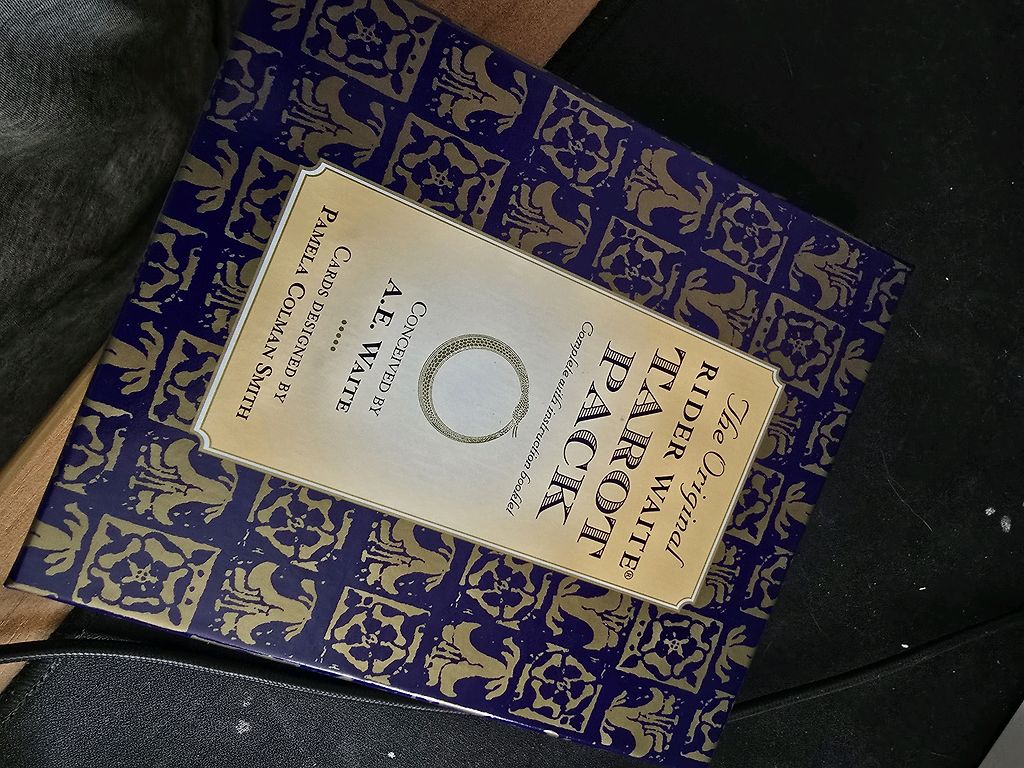 The Original
RIDER WAITE®
TAROT
PACK
Complete with instruction booklet
CONCEIVED BY
A.E. WAITE
•••••
CARDS DESIGNED BY
PAMELA COLMAN SMITH